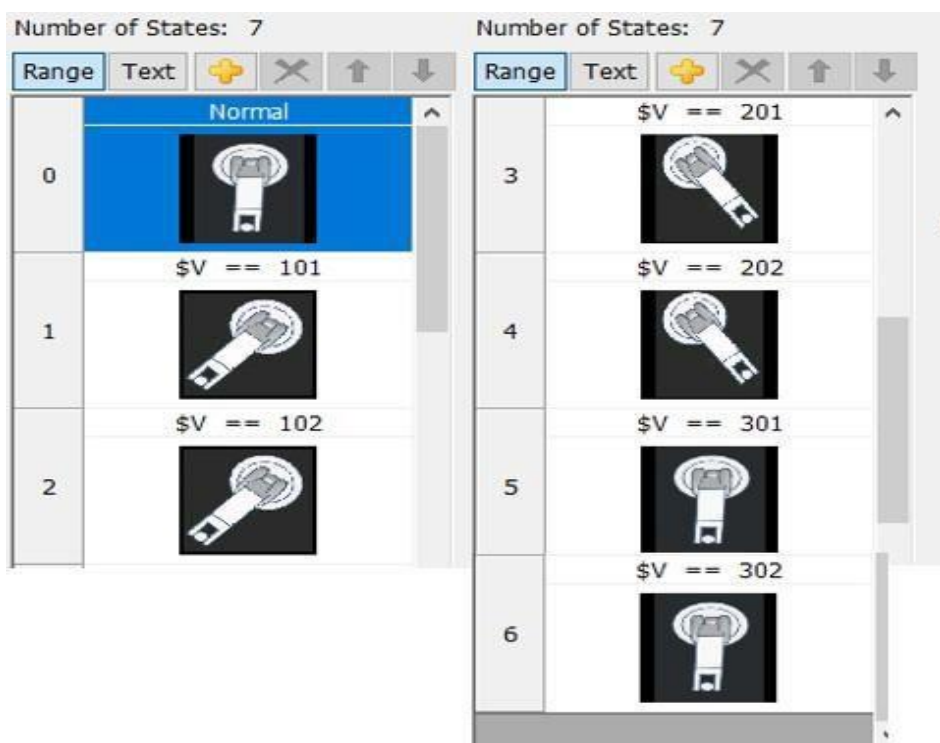 Number of States: 7
Range Text
Normal
0
$V == 101
1
$V == 102
2
Number of States: 7
Range Text
$V == 201
3
$V == 202
4
$V == 301
5
$V == 302
6